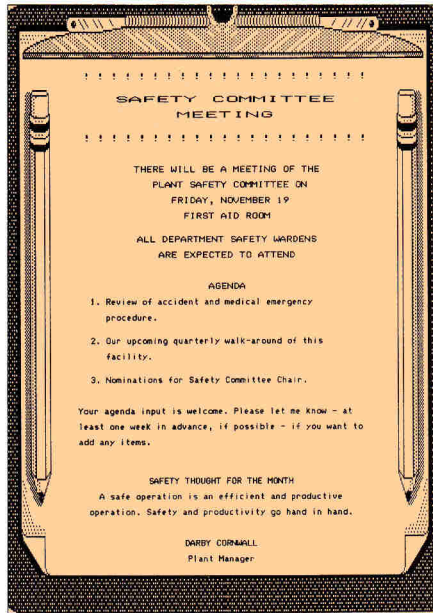 ! ! ! ! ! ! ! ! ! ! ! ! ! ! ! ! ! !
SAFETY COMMITTEE
MEETING
! ! ! ! ! ! ! ! ! ! ! ! ! ! ! ! ! !
THERE WILL BE A MEETING OF THE
PLANT SAFETY COMMITTEE ON
FRIDAY, NOVEMBER 19
FIRST AID ROOM
ALL DEPARTMENT SAFETY WARDENS
ARE EXPECTED TO ATTEND
AGENDA
1. Review of accident and medical emergency
procedure.
2. Our upcoming quarterly walk-around of this
facility.
3. Nominations for Safety Committee Chair.
Your agenda input is welcome. Please let me know - at
least one week in advance, if possible - if you want to
add any items.
SAFETY THOUGHT FOR THE MONTH
A safe operation is an efficient and productive
operation. Safety and productivity go hand in hand.
DARBY CORNWALL
Plant Manager